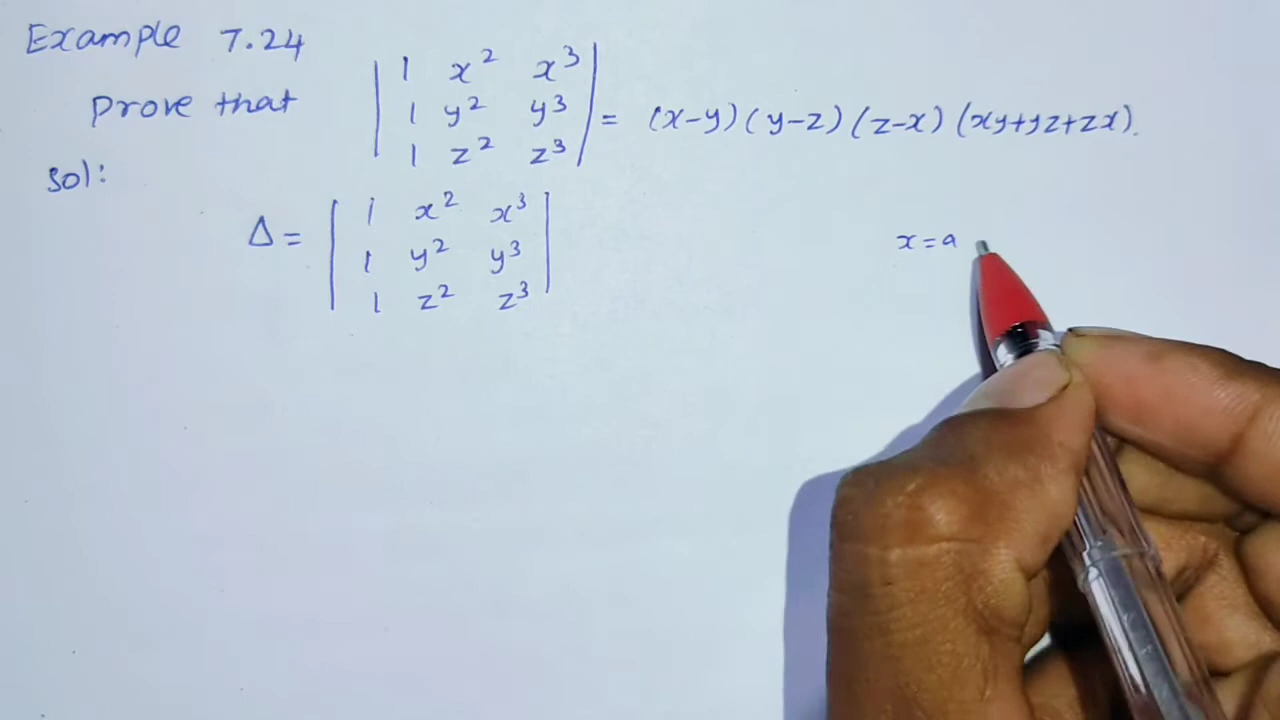 Example 7.24
Prove that | 1 x² x³ |
| 1 y² y³ | = (x-y)(y-z)(z-x)(xy+yz+zx).
| 1 z² z³ |
Sol:
Δ = | 1 x² x³ |
| 1 y² y³ |
| 1 z² z³ |
x=a